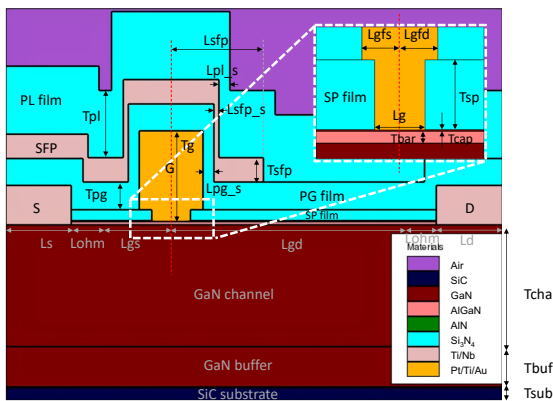 Lsfp
Lgfs Lgfd
Lpl_s
PL film
Tpl
SP film
Tsp
Lg
Lsfp_s
Tbar Tcap
SFP
Tg
G
Tsfp
Lpg_s
Tpg
PG film
S
SP film
D
Ls Lohm Lgs Lgd Lohm Ld
Materials
Air
SiC
GaN
AlGaN
AlN
Si₃N₄
Ti/Nb
Pt/Ti/Au
GaN channel
Tcha
GaN buffer
Tbuf
SiC substrate
Tsub